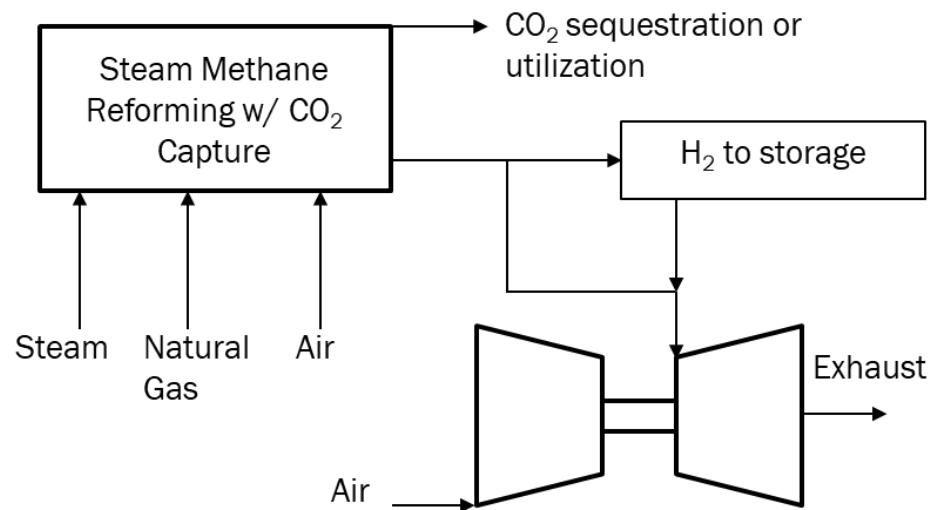 CO₂ sequestration or
utilization
Steam Methane
Reforming w/ CO₂
Capture
H₂ to storage
Steam
Natural
Gas
Air
Exhaust
Air